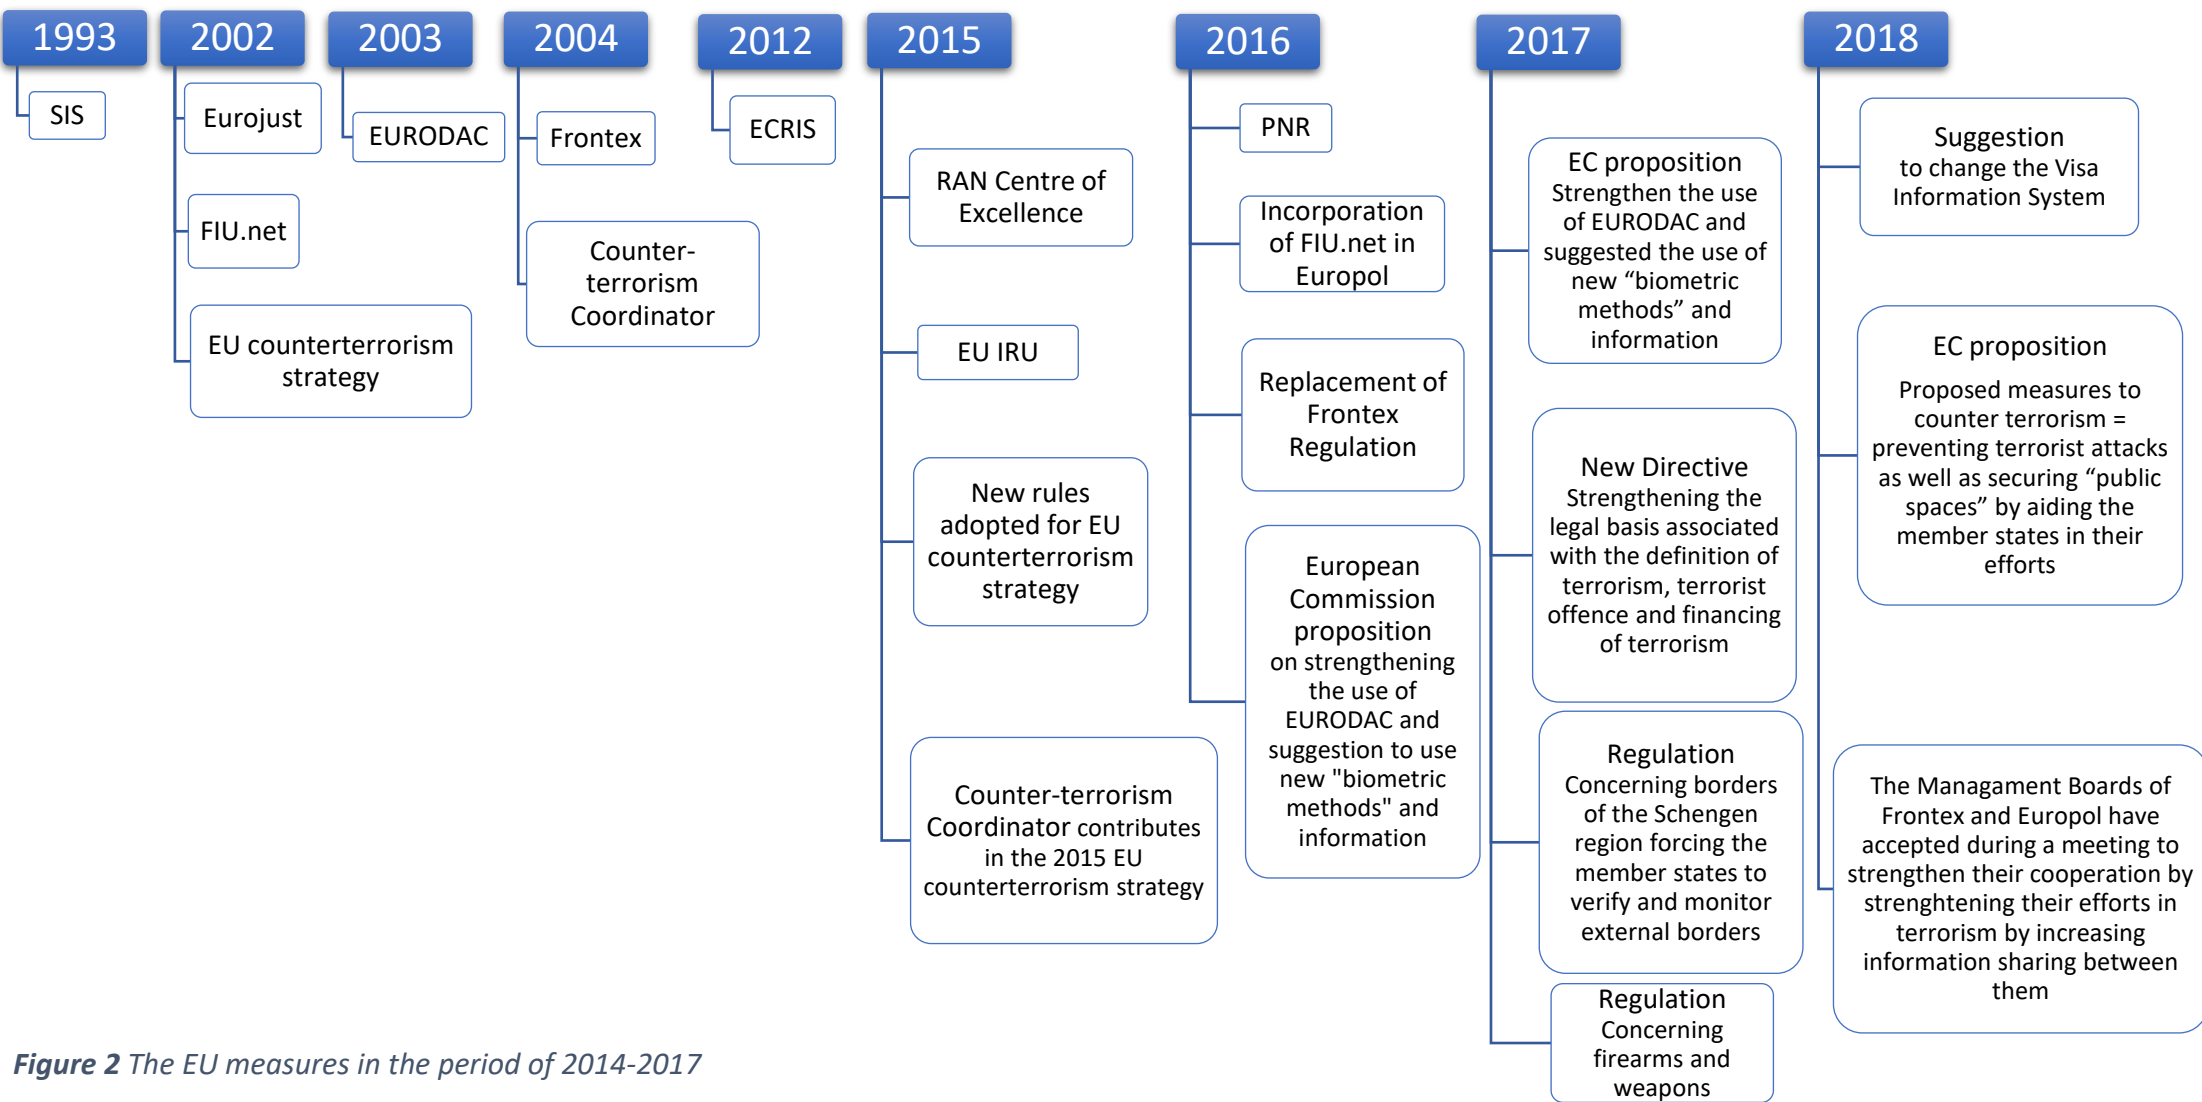 1993
SIS
2002
Eurojust
FIU.net
EU counterterrorism
strategy
2003
EURODAC
2004
Frontex
Counter-
terrorism
Coordinator
2012
ECRIS
2015
RAN Centre of
Excellence
EU IRU
New rules
adopted for EU
counterterrorism
strategy
Counter-terrorism
Coordinator contributes
in the 2015 EU
counterterrorism strategy
2016
PNR
Incorporation
of FIU.net in
Europol
Replacement of
Frontex
Regulation
European
Commission
proposition
on strengthening
the use of
EURODAC and
suggestion to use
new "biometric
methods" and
information
2017
EC proposition
Strengthen the use
of EURODAC and
suggested the use of
new “biometric
methods” and
information
New Directive
Strengthening the
legal basis associated
with the definition of
terrorism, terrorist
offence and financing
of terrorism
Regulation
Concerning borders
of the Schengen
region forcing the
member states to
verify and monitor
external borders
Regulation
Concerning
firearms and
weapons
2018
Suggestion
to change the Visa
Information System
EC proposition
Proposed measures to
counter terrorism =
preventing terrorist attacks
as well as securing “public
spaces” by aiding the
member states in their
efforts
The Managament Boards of
Frontex and Europol have
accepted during a meeting to
strengthen their cooperation by
strenghtening their efforts in
terrorism by increasing
information sharing between
them
Figure 2 The EU measures in the period of 2014-2017